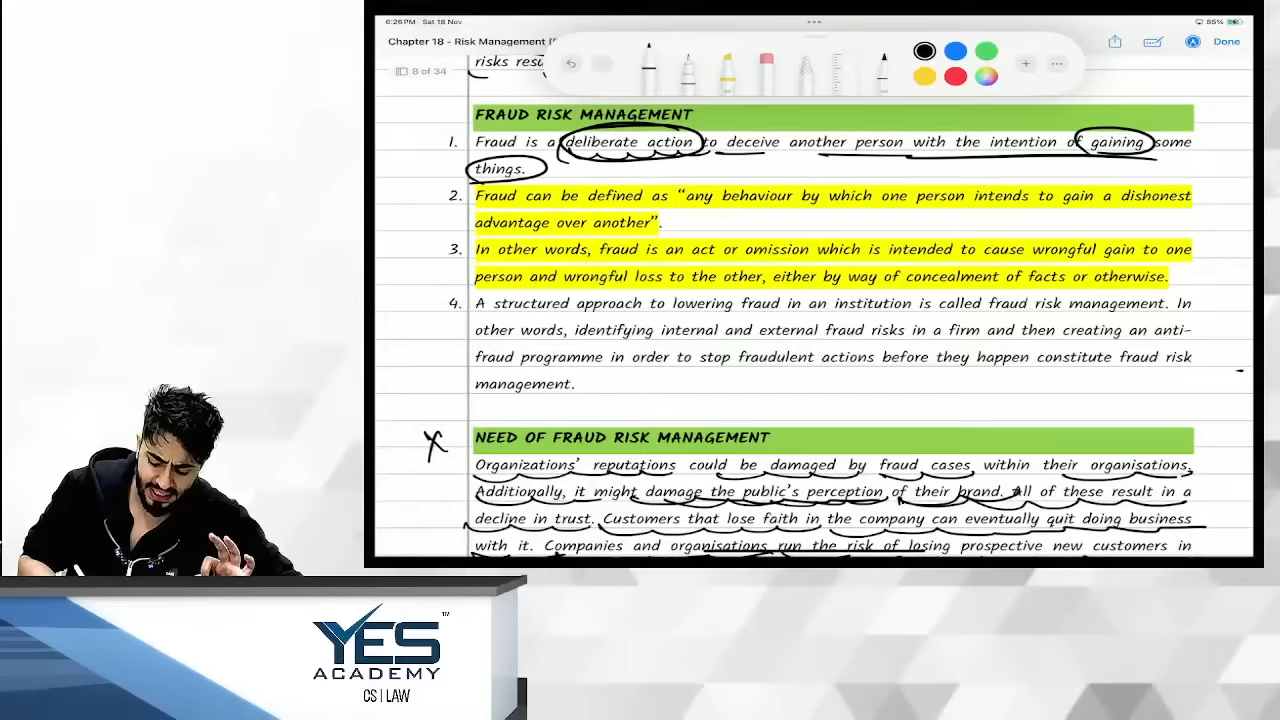 6:26 PM Sat 18 Nov
85%
Chapter 18 - Risk Management (
Done
8 of 34
risks
FRAUD RISK MANAGEMENT
1. Fraud is a deliberate action to deceive another person with the intention of gaining some
things.
2. Fraud can be defined as “any behaviour by which one person intends to gain a dishonest
advantage over another”.
3. In other words, fraud is an act or omission which is intended to cause wrongful gain to one
person and wrongful loss to the other, either by way of concealment of facts or otherwise.
4. A structured approach to lowering fraud in an institution is called fraud risk management. In
other words, identifying internal and external fraud risks in a firm and then creating an anti-
fraud programme in order to stop fraudulent actions before they happen constitute fraud risk
management.
NEED OF FRAUD RISK MANAGEMENT
Organizations’ reputations could be damaged by fraud cases within their organisations.
Additionally, it might damage the public’s perception of their brand. All of these result in a
decline in trust. Customers that lose faith in the company can eventually quit doing business
with it. Companies and organisations run the risk of losing prospective new customers in
YES
TM
ACADEMY
CS | LAW